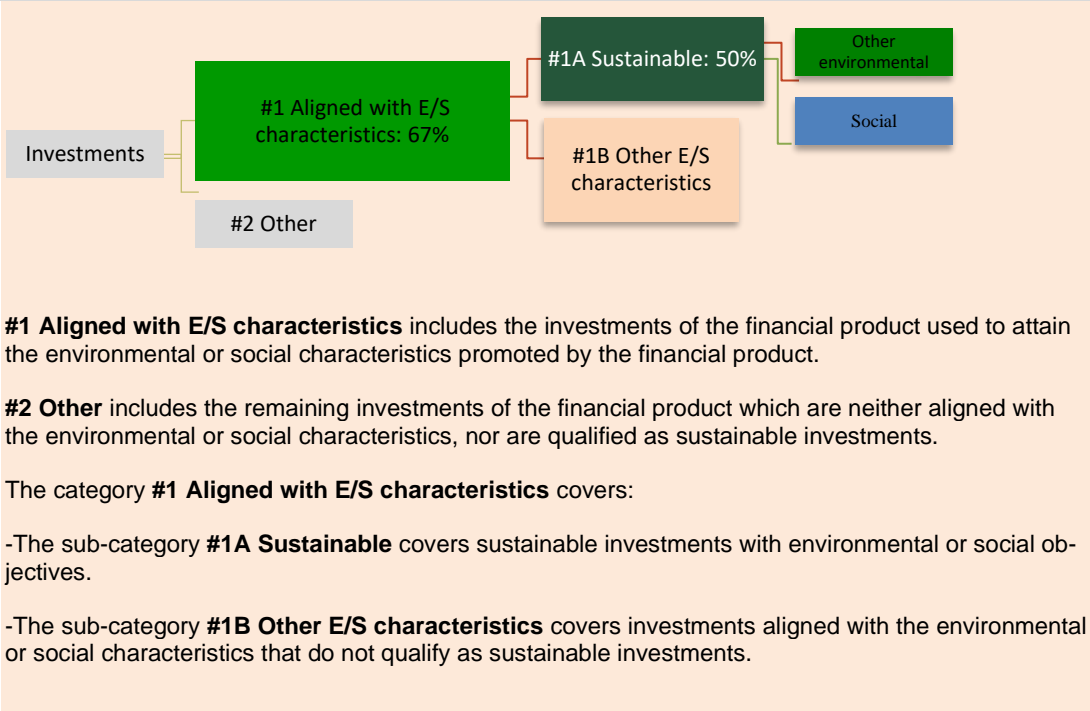 Investments
#1 Aligned with E/S
characteristics: 67%
#2 Other
#1A Sustainable: 50%
#1B Other E/S
characteristics
Other
environmental
Social
#1 Aligned with E/S characteristics includes the investments of the financial product used to attain
the environmental or social characteristics promoted by the financial product.
#2 Other includes the remaining investments of the financial product which are neither aligned with
the environmental or social characteristics, nor are qualified as sustainable investments.
The category #1 Aligned with E/S characteristics covers:
-The sub-category #1A Sustainable covers sustainable investments with environmental or social ob-
jectives.
-The sub-category #1B Other E/S characteristics covers investments aligned with the environmental
or social characteristics that do not qualify as sustainable investments.